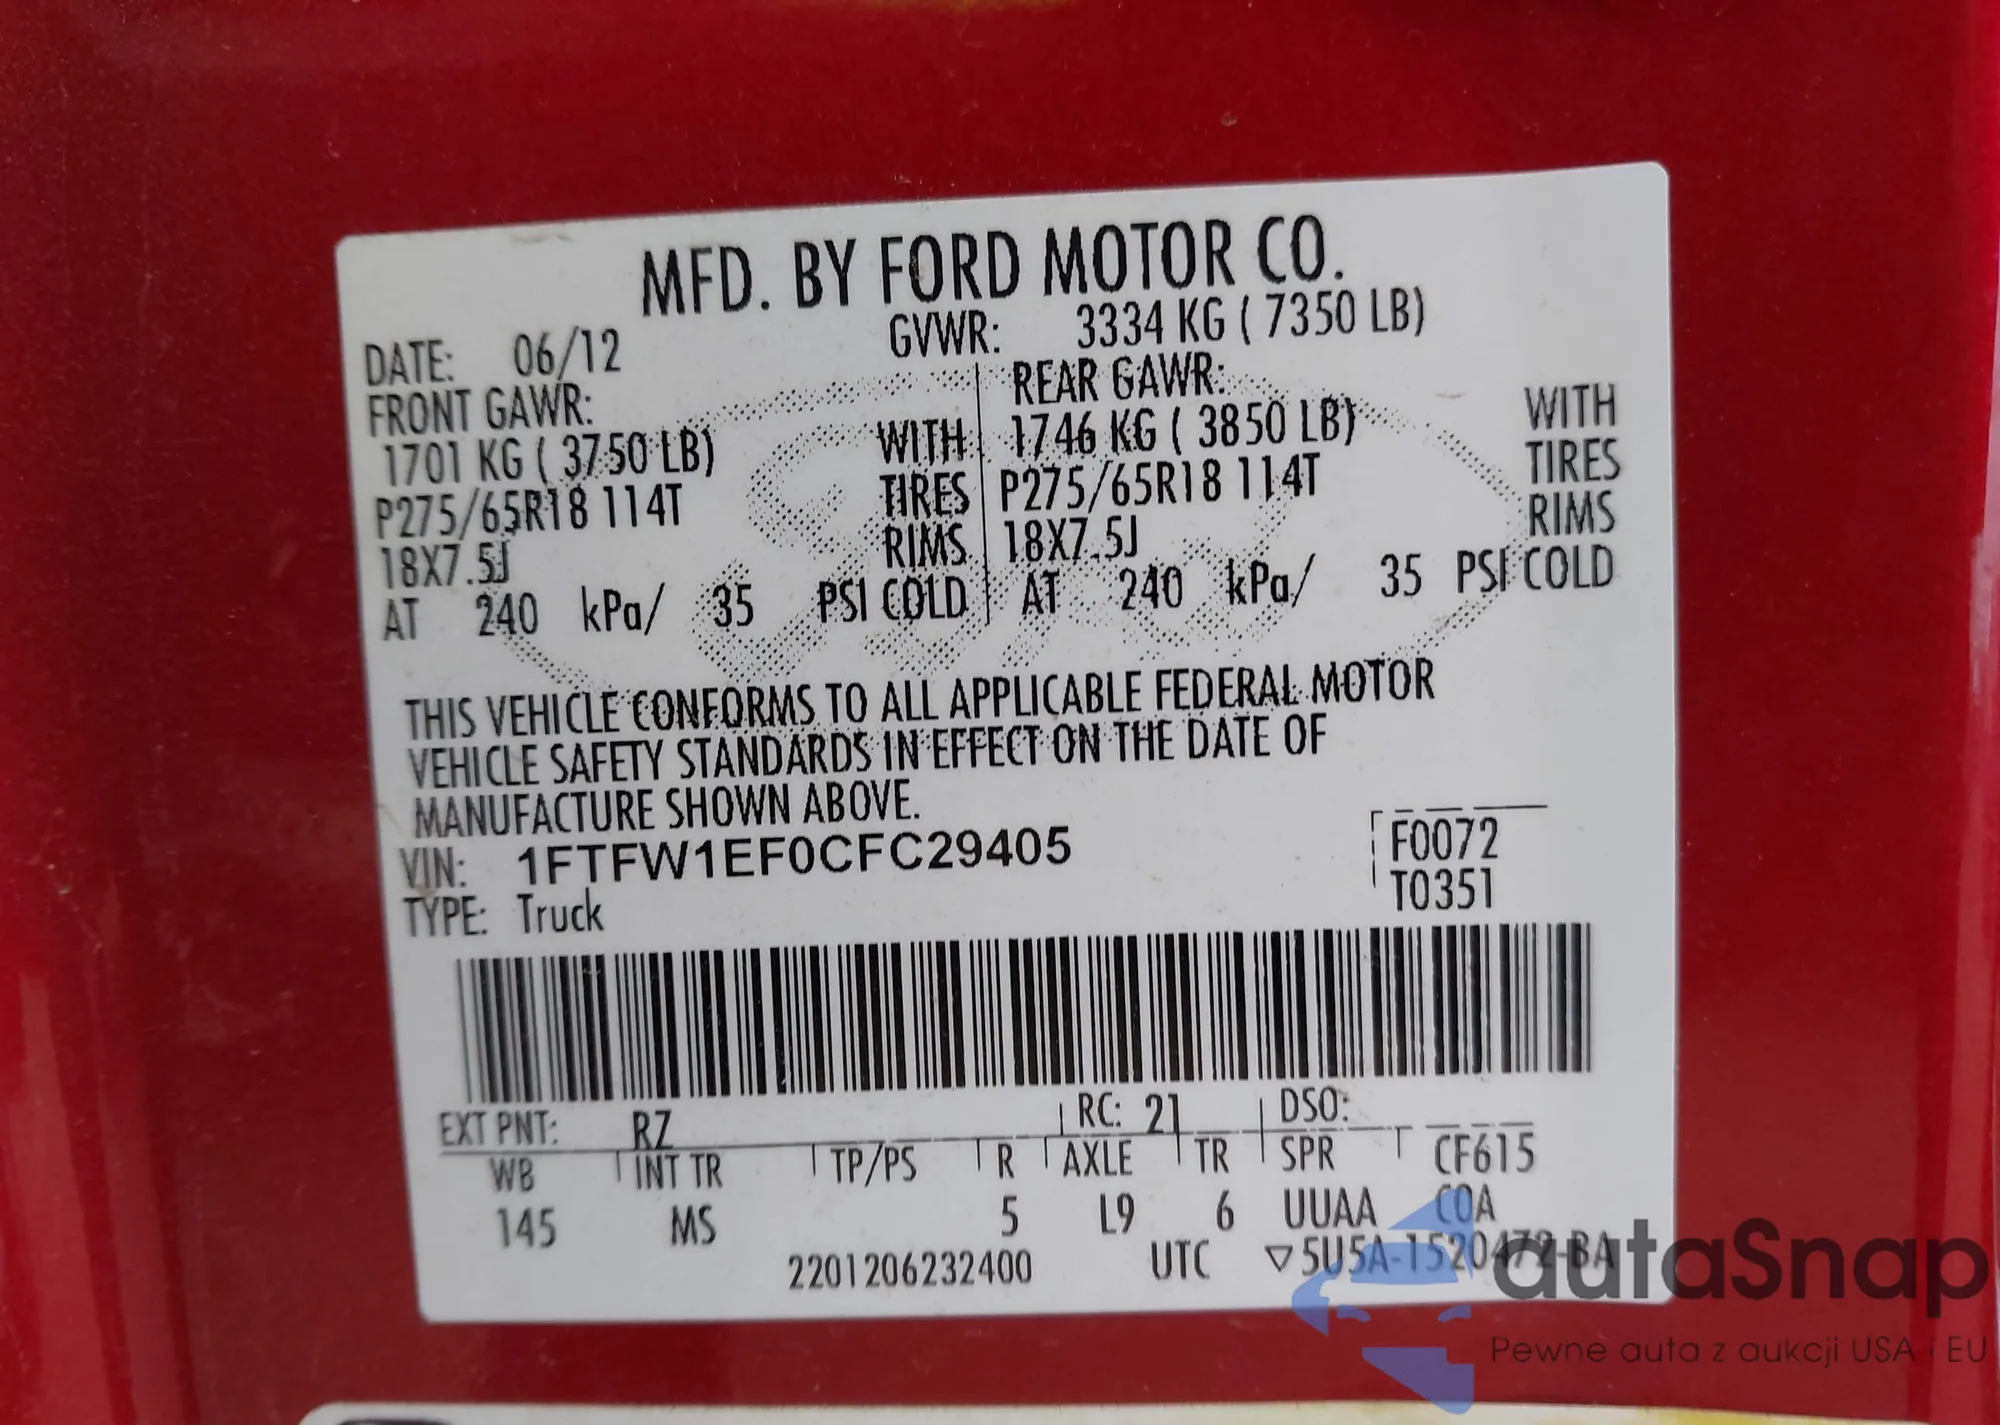 MFD. BY FORD MOTOR CO.
DATE: 06/12 GVWR: 3334 KG ( 7350 LB)
FRONT GAWR: REAR GAWR:
1701 KG ( 3750 LB) WITH 1746 KG ( 3850 LB) WITH
P275/65R18 114T TIRES P275/65R18 114T TIRES
18X7.5J RIMS 18X7.5J RIMS
AT 240 kPa/ 35 PSI COLD AT 240 kPa/ 35 PSI COLD
THIS VEHICLE CONFORMS TO ALL APPLICABLE FEDERAL MOTOR
VEHICLE SAFETY STANDARDS IN EFFECT ON THE DATE OF
MANUFACTURE SHOWN ABOVE.
VIN: 1FTFW1EF0CFC29405 F0072
TYPE: Truck T0351
EXT PNT: RZ RC: 21 DSO:
WB INT TR TP/PS R AXLE TR SPR CF615
145 MS 5 L9 6 UUAA COA
2201206232400 UTC ▽5U5A-1520472-BA
autaSnap
Pewne auta z aukcji USA i EU